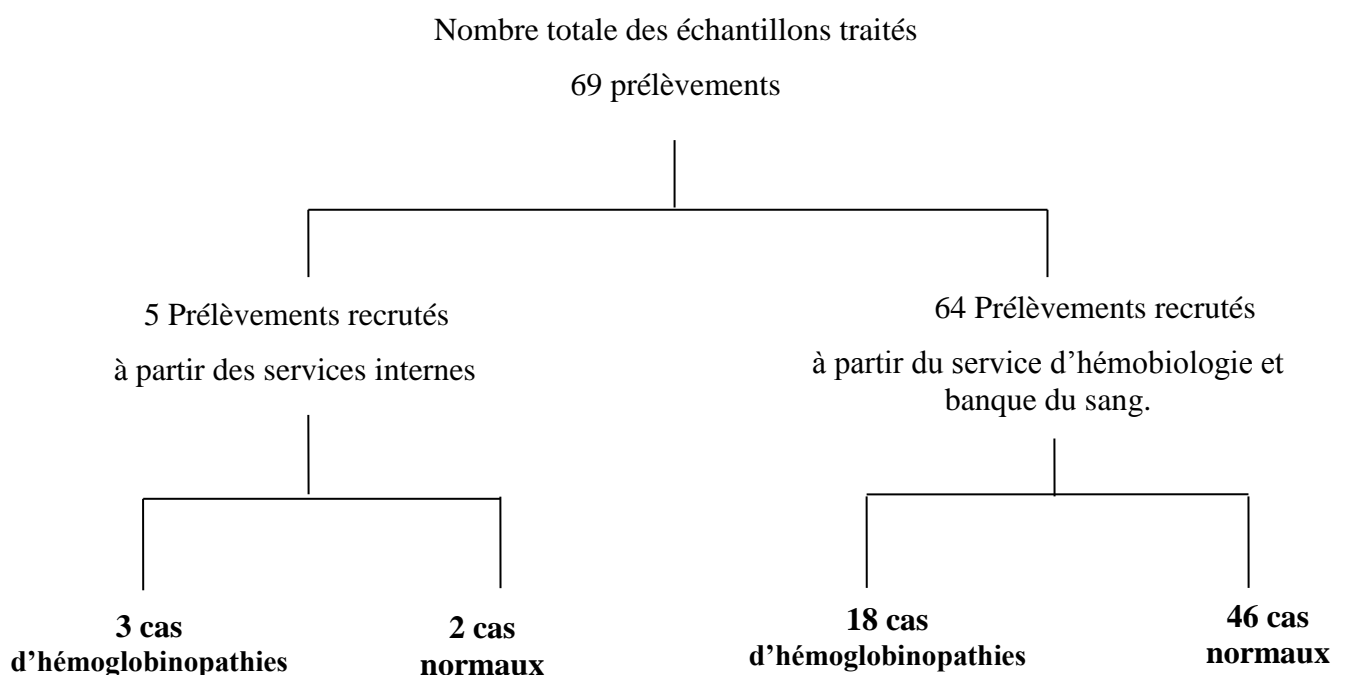 Nombre totale des échantillons traités
69 prélèvements
5 Prélèvements recrutés
à partir des services internes
64 Prélèvements recrutés
à partir du service d’hémobiologie et
banque du sang.
3 cas
d’hémoglobinopathies
2 cas
normaux
18 cas
d’hémoglobinopathies
46 cas
normaux